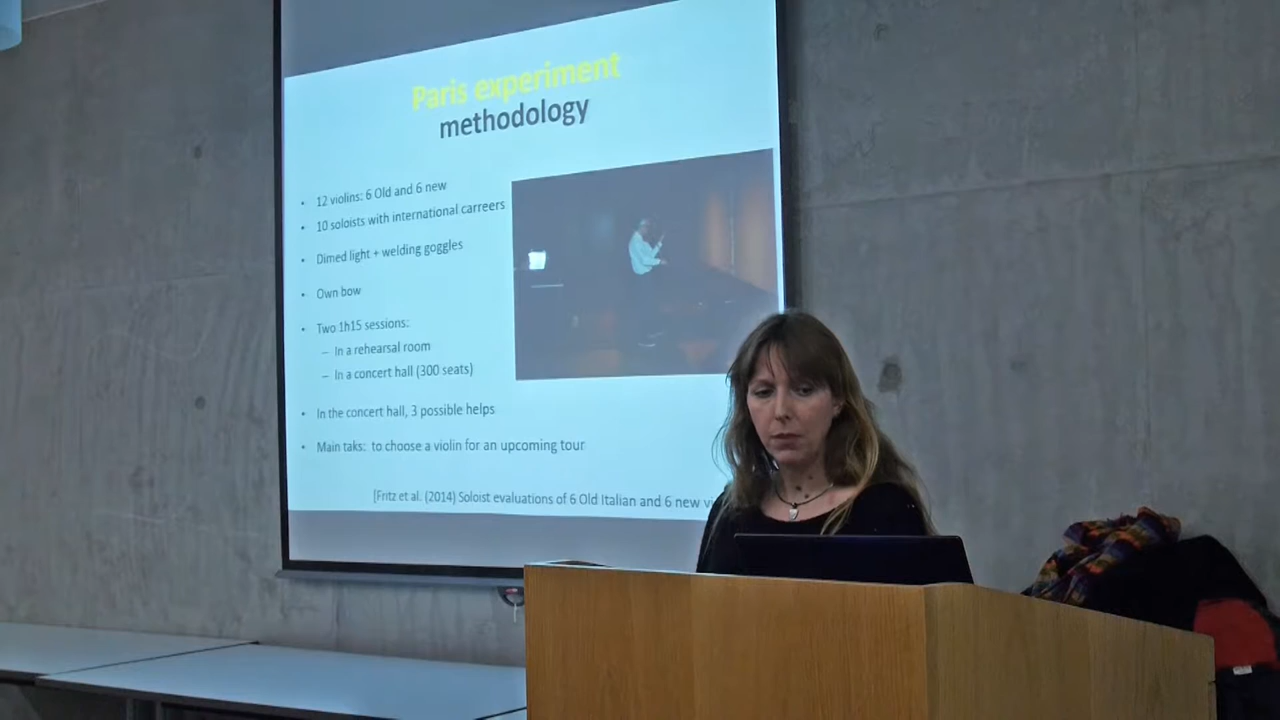 Paris experiment
methodology
• 12 violins: 6 Old and 6 new
• 10 soloists with international carreers
• Dimed light + welding goggles
• Own bow
• Two 1h15 sessions:
– In a rehearsal room
– In a concert hall (300 seats)
• In the concert hall, 3 possible helps
• Main taks: to choose a violin for an upcoming tour
[Fritz et al. (2014) Soloist evaluations of 6 Old Italian and 6 new